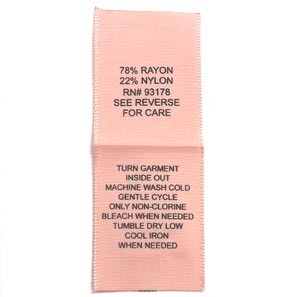 78% RAYON
22% NYLON
RN# 93178
SEE REVERSE
FOR CARE
TURN GARMENT
INSIDE OUT
MACHINE WASH COLD
GENTLE CYCLE
ONLY NON-CLORINE
BLEACH WHEN NEEDED
TUMBLE DRY LOW
COOL IRON
WHEN NEEDED